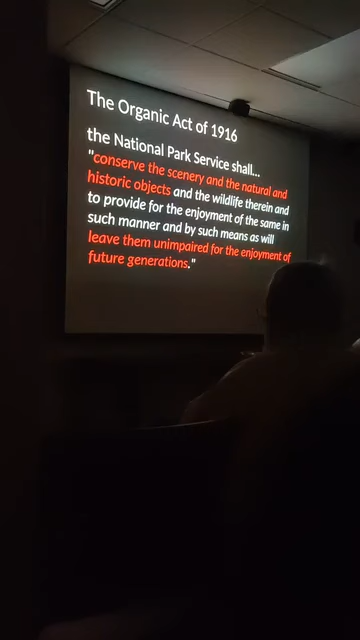 The Organic Act of 1916
the National Park Service shall...
"conserve the scenery and the natural and
historic objects and the wildlife therein and
to provide for the enjoyment of the same in
such manner and by such means as will
leave them unimpaired for the enjoyment of
future generations."